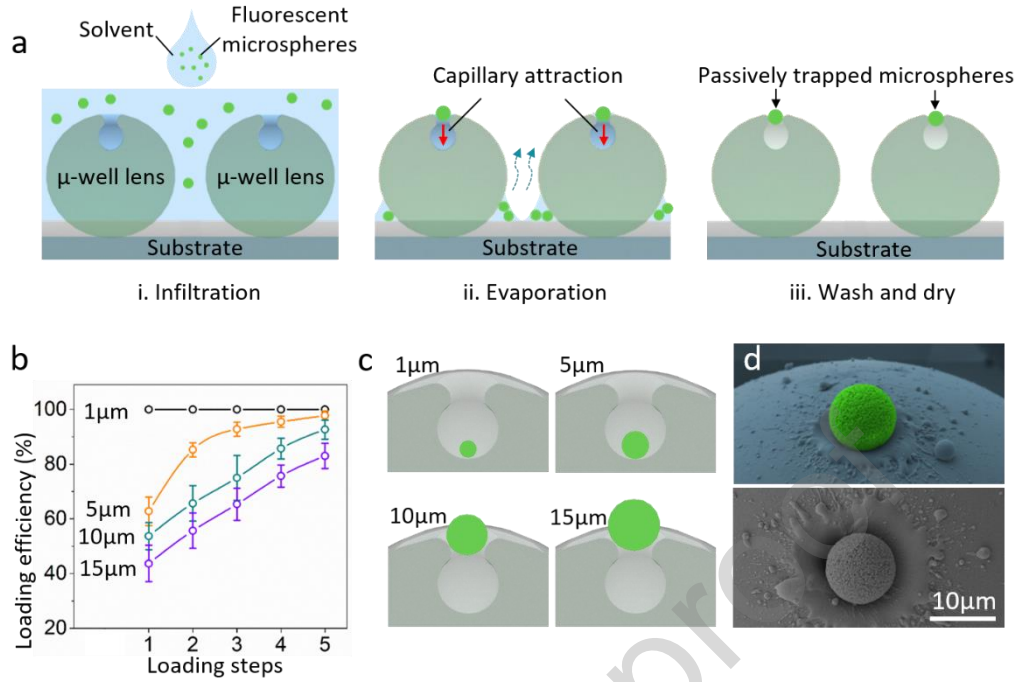 a
Solvent
Fluorescent
microspheres
μ-well lens
μ-well lens
Substrate
i. Infiltration
Capillary attraction
Substrate
ii. Evaporation
Passively trapped microspheres
Substrate
iii. Wash and dry
b
Loading efficiency (%)
100
80
60
40
20
1μm
5μm
10μm
15μm
1 2 3 4 5
Loading steps
c
1μm
5μm
10μm
15μm
d
10μm